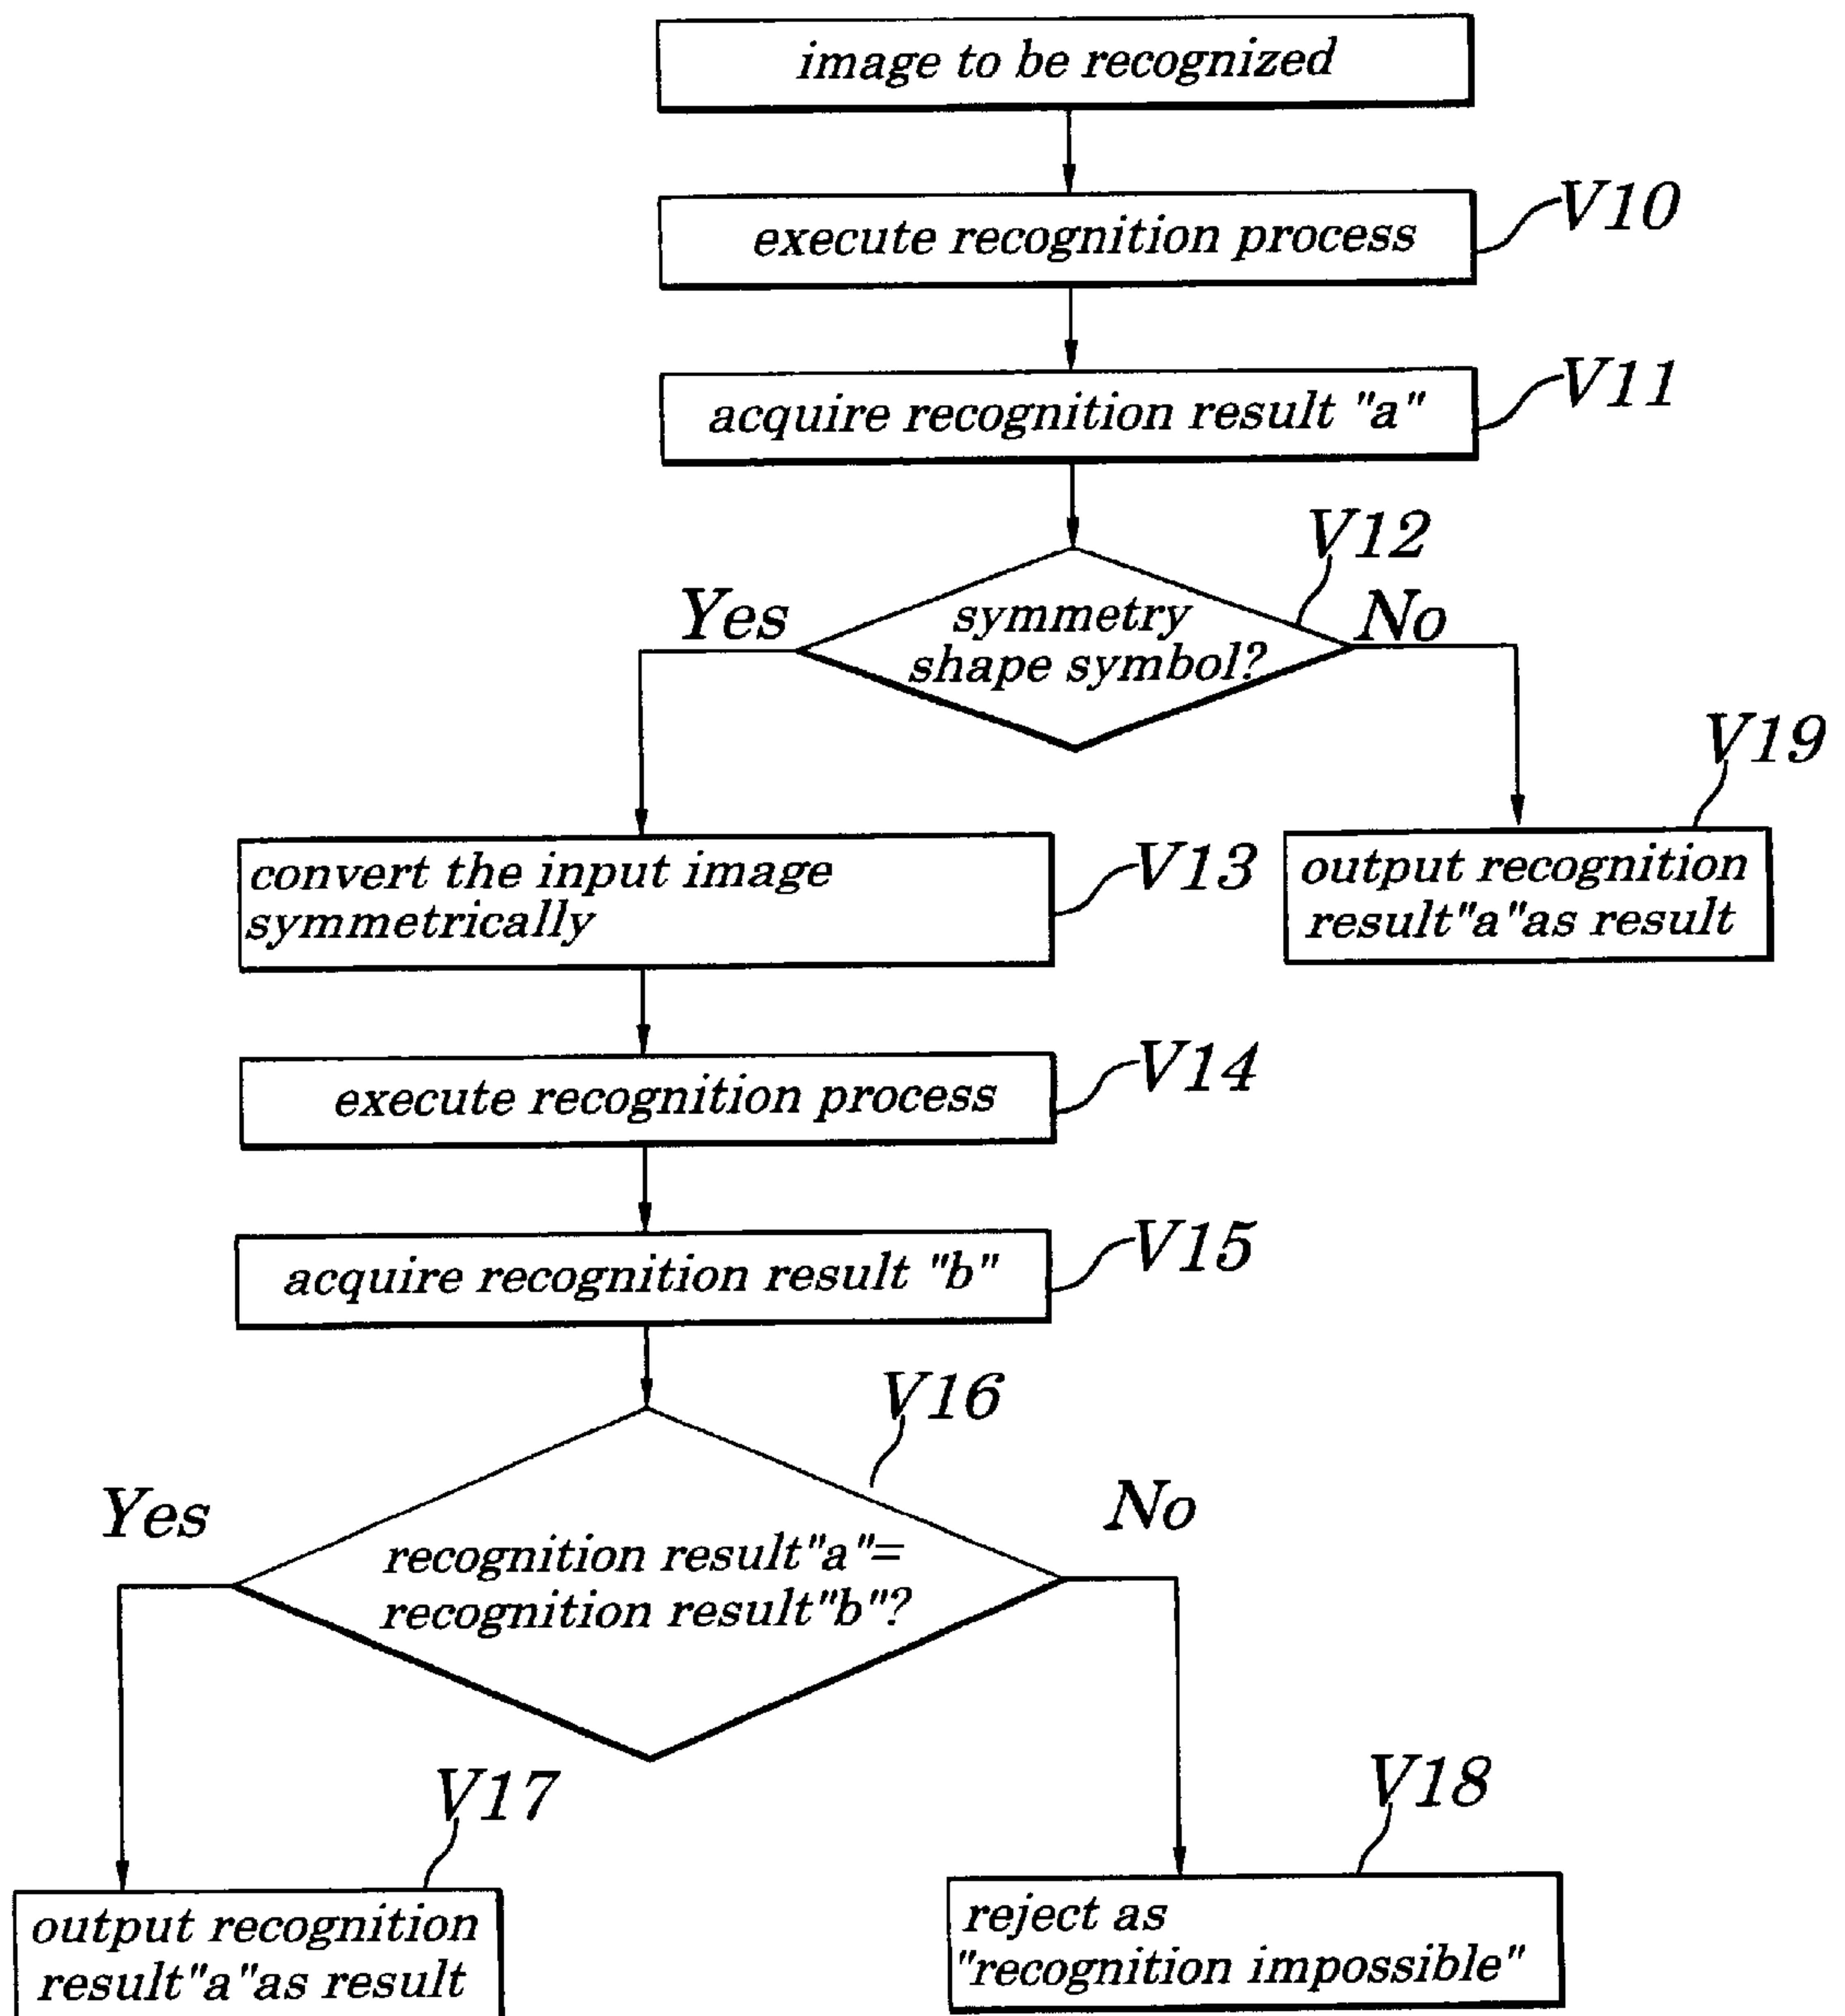 image to be recognized
execute recognition process
V10
acquire recognition result "a"
V11
V12
Yes
symmetry
shape symbol?
No
V19
convert the input image
symmetrically
V13
output recognition
result"a"as result
execute recognition process
V14
acquire recognition result "b"
V15
V16
Yes
No
recognition result"a"=
recognition result"b"?
V17
V18
output recognition
result"a"as result
reject as
"recognition impossible"